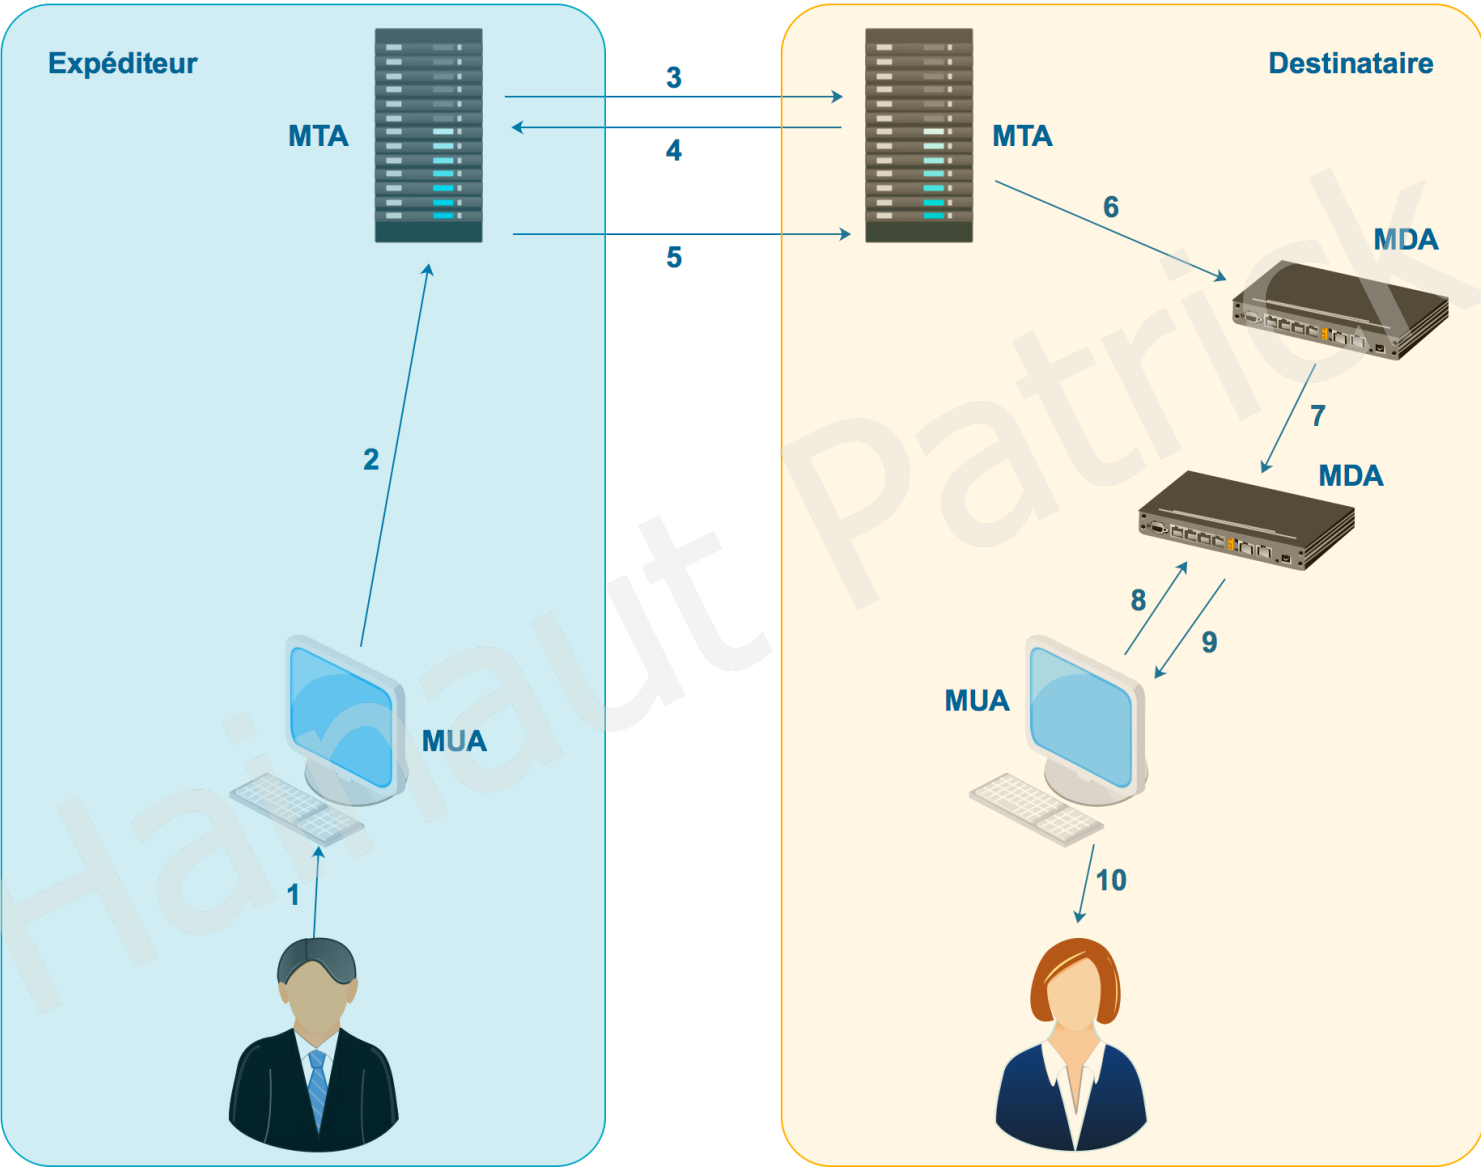 Expéditeur
Destinataire
3
MTA
MTA
4
6
5
MDA
7
2
MDA
8
9
MUA
MUA
10
1
Hainaut Patrick